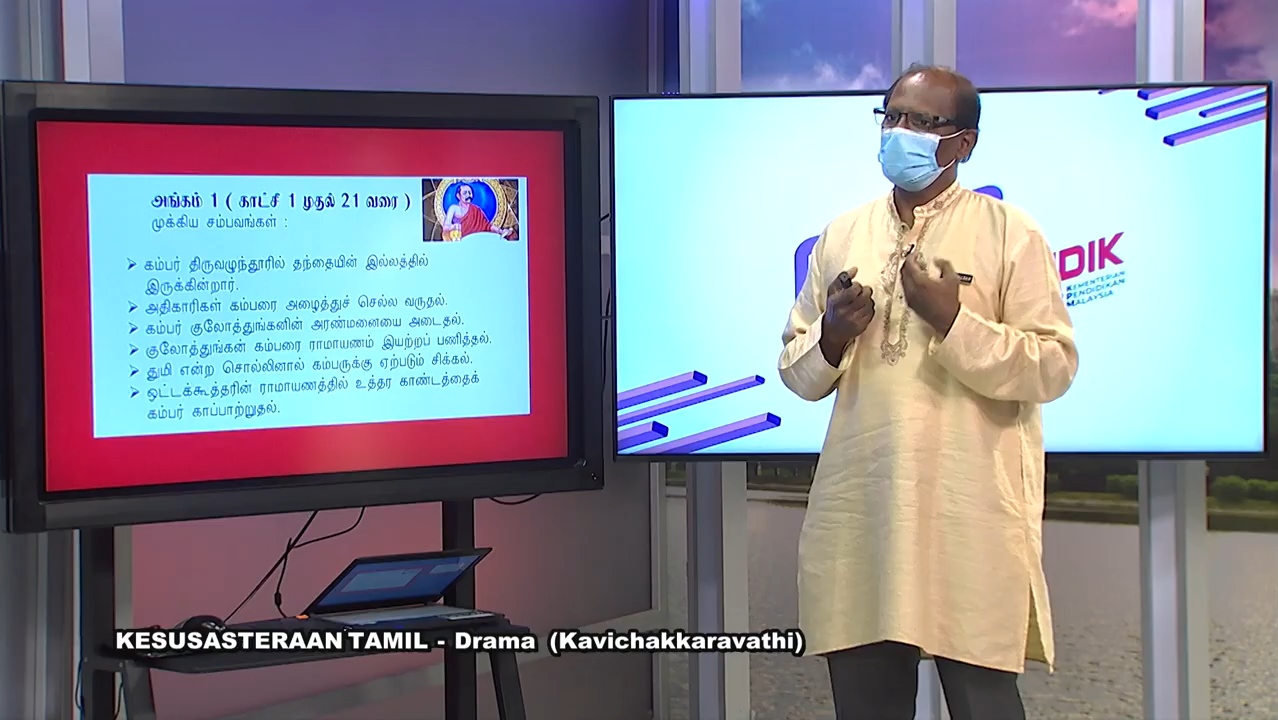 அங்கம் 1 ( காட்சி 1 முதல் 21 வரை )
முக்கிய சம்பவங்கள் :
➢ கம்பர் திருவழுந்தூரில் தந்தையின் இல்லத்தில்
இருக்கின்றார்.
➢ அதிகாரிகள் கம்பரை அழைத்துச் செல்ல வருதல்.
➢ கம்பர் குலோத்துங்கனின் அரண்மனையை அடைதல்.
➢ குலோத்துங்கன் கம்பரை ராமாயணம் இயற்றப் பணித்தல்.
➢ துமி என்ற சொல்லினால் கம்பருக்கு ஏற்படும் சிக்கல்.
➢ ஒட்டக்கூத்தரின் ராமாயணத்தில் உத்தர காண்டத்தைக்
கம்பர் காப்பாற்றுதல்.
DIK
KEMENTERIAN
PENDIDIKAN
MALAYSIA
KESUSASTERAAN TAMIL - Drama (Kavichakkaravathi)